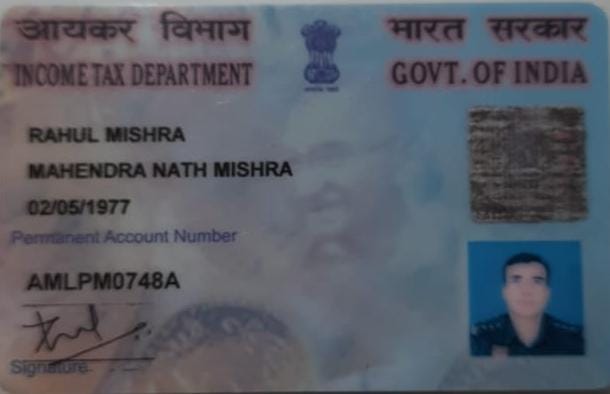 आयकर विभाग भारत सरकार
INCOME TAX DEPARTMENT GOVT. OF INDIA
RAHUL MISHRA
MAHENDRA NATH MISHRA
02/05/1977
Permanent Account Number
AMLPM0748A
Signature